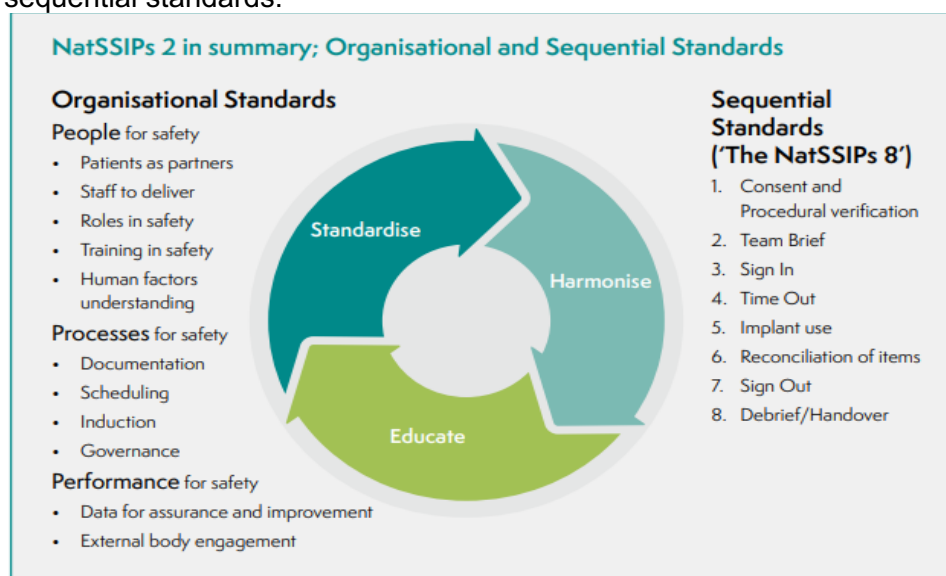 sequential standards.
NatSSIPs 2 in summary; Organisational and Sequential Standards
Organisational Standards
People for safety
• Patients as partners
• Staff to deliver
• Roles in safety
• Training in safety
• Human factors
understanding
Processes for safety
• Documentation
• Scheduling
• Induction
• Governance
Performance for safety
• Data for assurance and improvement
• External body engagement
Standardise
Harmonise
Educate
Sequential
Standards
('The NatSSIPs 8')
1. Consent and
Procedural verification
2. Team Brief
3. Sign In
4. Time Out
5. Implant use
6. Reconciliation of items
7. Sign Out
8. Debrief/Handover